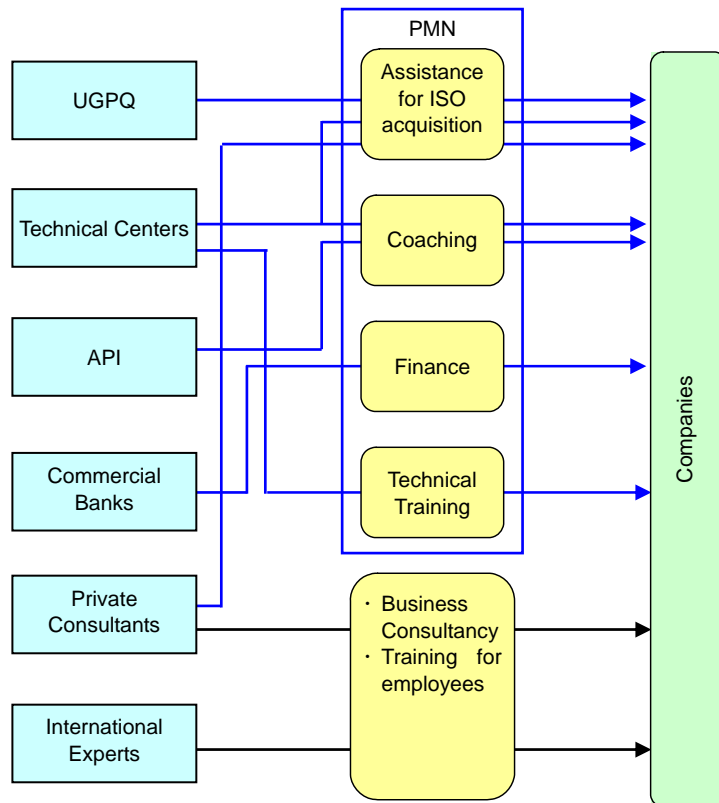 PMN
UGPQ
Technical Centers
API
Commercial
Banks
Private
Consultants
International
Experts
Assistance
for ISO
acquisition
Coaching
Finance
Technical
Training
・ Business
Consultancy
・ Training for
employees
Companies